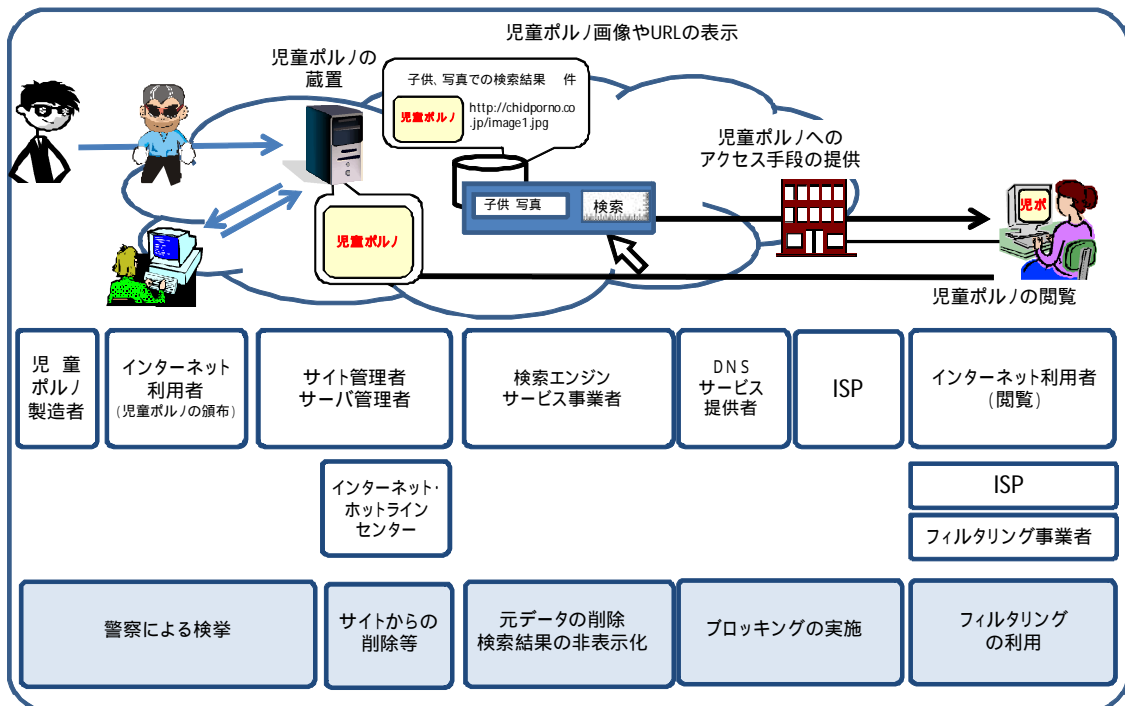 児童ポルノ画像やURLの表示
児童ポルノの
蔵置
子供、写真での検索結果 件
児童ポルノ
http://chidporno.co
.jp/image1.jpg
児童ポルノへの
アクセス手段の提供
子供 写真
検索
児童ポルノ
児ポ
児童ポルノの閲覧
児 童
ポルノ
製造者
インターネット
利用者
(児童ポルノの頒布)
サイト管理者
サーバ管理者
検索エンジン
サービス事業者
DNS
サービス
提供者
ISP
インターネット利用者
(閲覧)
インターネット・
ホットライン
センター
ISP
フィルタリング事業者
警察による検挙
サイトからの
削除等
元データの削除
検索結果の非表示化
ブロッキングの実施
フィルタリング
の利用